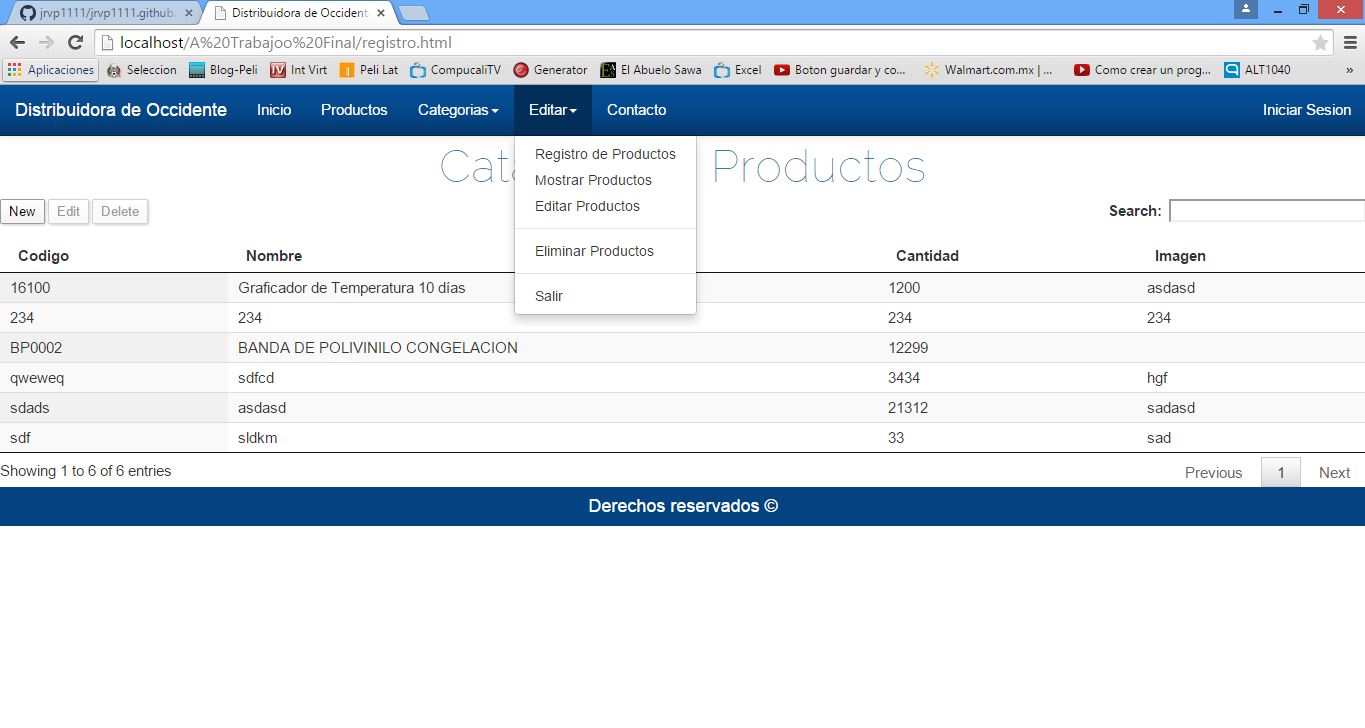 jrvp1111/jrvp1111.github. Distribuidora de Occident
localhost/A%20Trabajoo%20Final/registro.html
Aplicaciones Seleccion Blog-Peli Int Virt Peli Lat CompucaliTV Generator El Abuelo Sawa Excel Boton guardar y co... Walmart.com.mx | ... Como crear un prog... ALT1040 »
Distribuidora de Occidente Inicio Productos Categorias Editar Contacto Iniciar Sesion
Registro de Productos
Mostrar Productos
Editar Productos
Eliminar Productos
Salir
Cat Productos
New Edit Delete Search:
Codigo Nombre Cantidad Imagen
16100 Graficador de Temperatura 10 días 1200 asdasd
234 234 234 234
BP0002 BANDA DE POLIVINILO CONGELACION 12299
qweweq sdfcd 3434 hgf
sdads asdasd 21312 sadasd
sdf sldkm 33 sad
Showing 1 to 6 of 6 entries Previous 1 Next
Derechos reservados ©